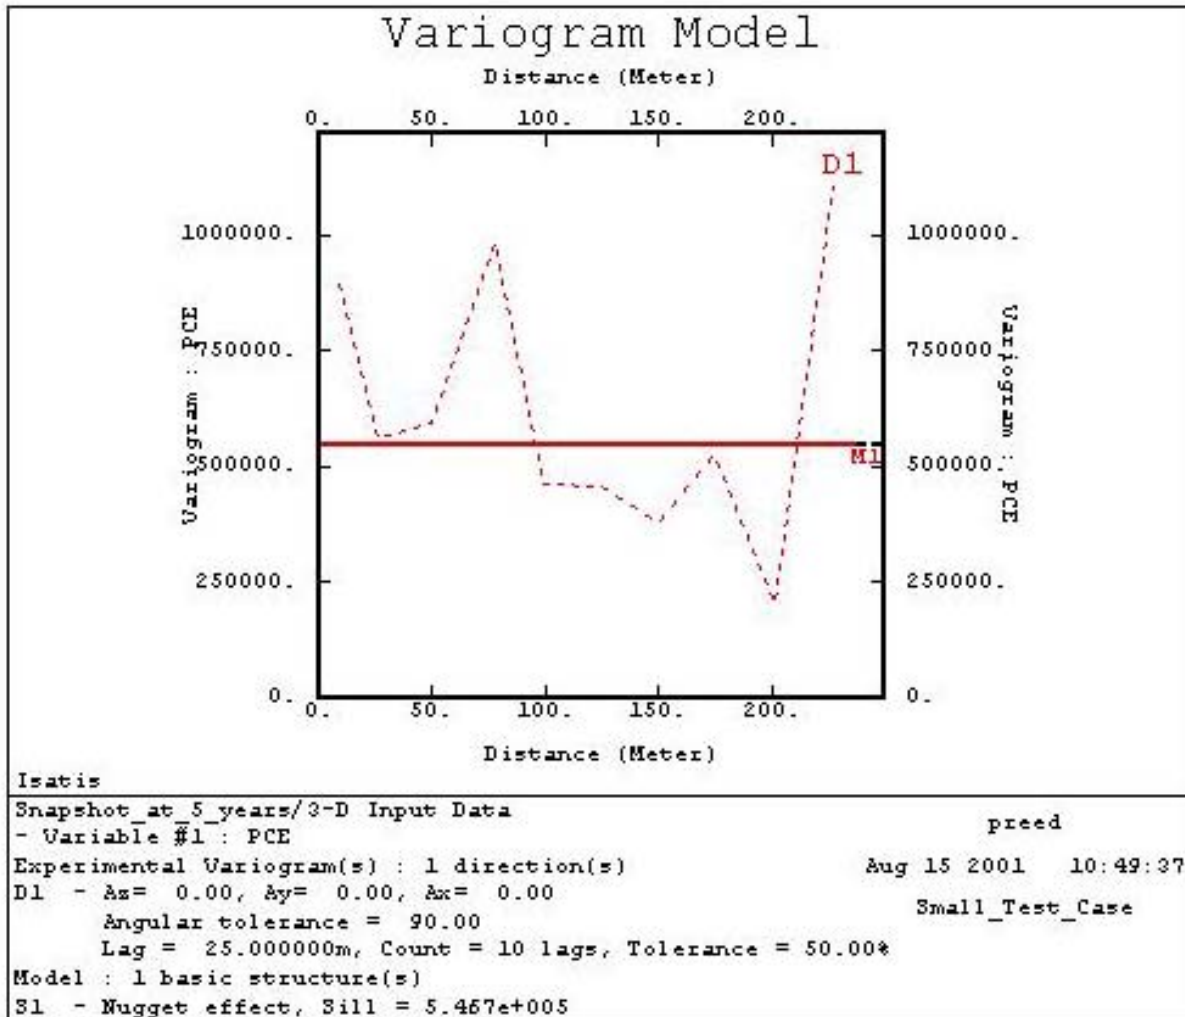 Variogram Model
Distance (Meter)
0. 50. 100. 150. 200.
D1
1000000. 1000000.
750000. 750000.
Variogram : PCE
Variogram : PCE
M1
500000. 500000.
250000. 250000.
0. 0.
0. 50. 100. 150. 200.
Distance (Meter)
Isatis
Snapshot_at_5_years/3-D Input Data
- Variable #1 : PCE
preed
Experimental Variogram(s) : 1 direction(s)
Aug 15 2001 10:49:37
D1 - Az= 0.00, Ay= 0.00, Ax= 0.00
Small_Test_Case
Angular tolerance = 90.00
Lag = 25.000000m, Count = 10 lags, Tolerance = 50.00%
Model : 1 basic structure(s)
S1 - Nugget effect, Sill = 5.467e+005